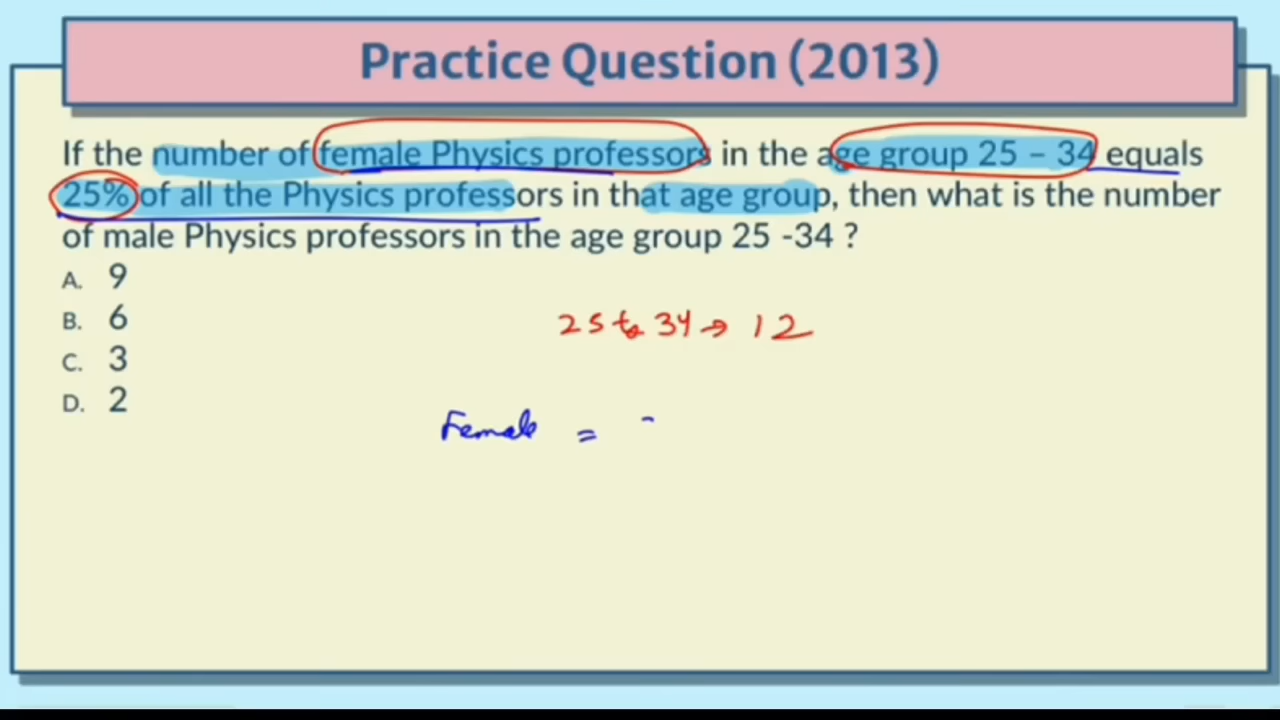 Practice Question (2013)
If the number of female Physics professors in the age group 25 – 34 equals
25% of all the Physics professors in that age group, then what is the number
of male Physics professors in the age group 25 -34 ?
A. 9
B. 6
C. 3
D. 2
25 to 34 → 12
Female =